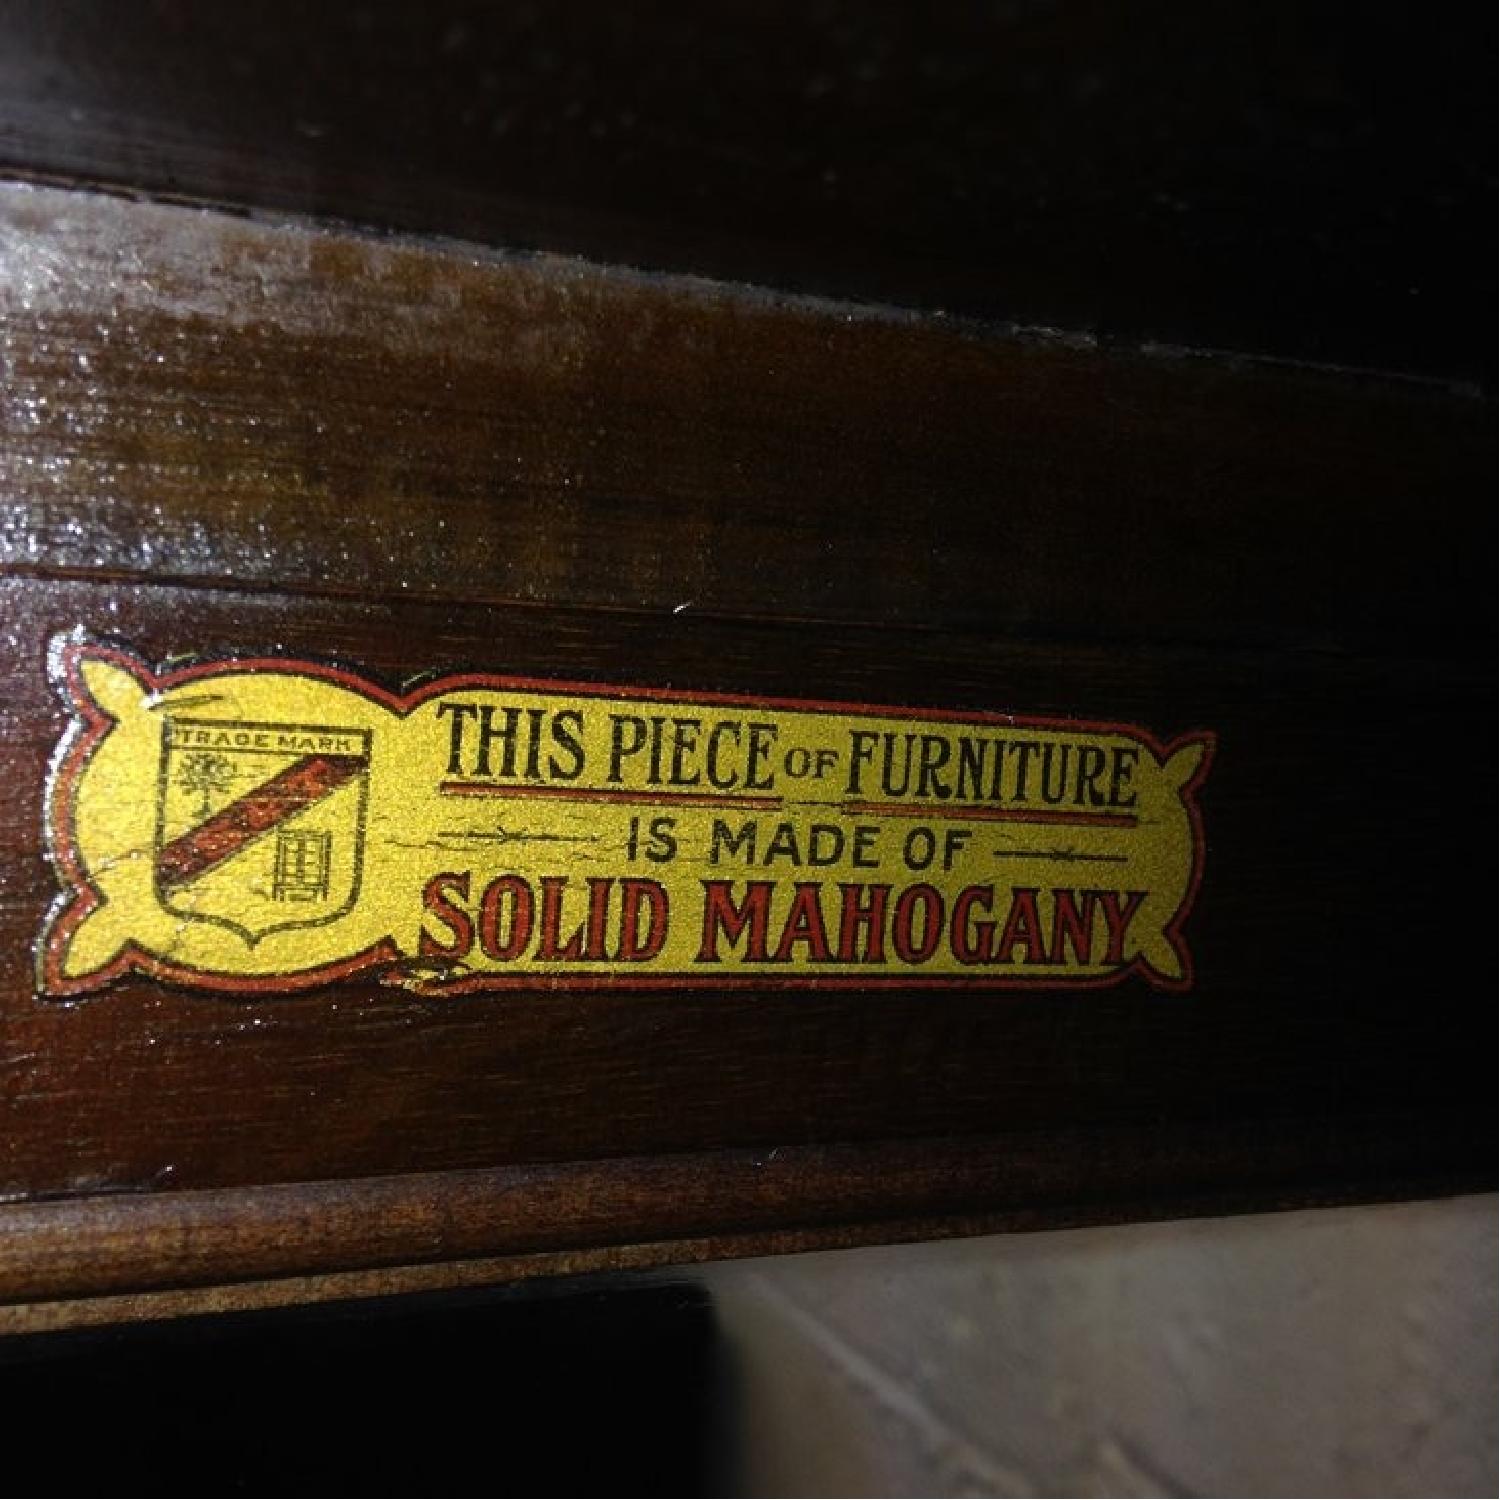 TRADE MARK
THIS PIECE OF FURNITURE
IS MADE OF
SOLID MAHOGANY